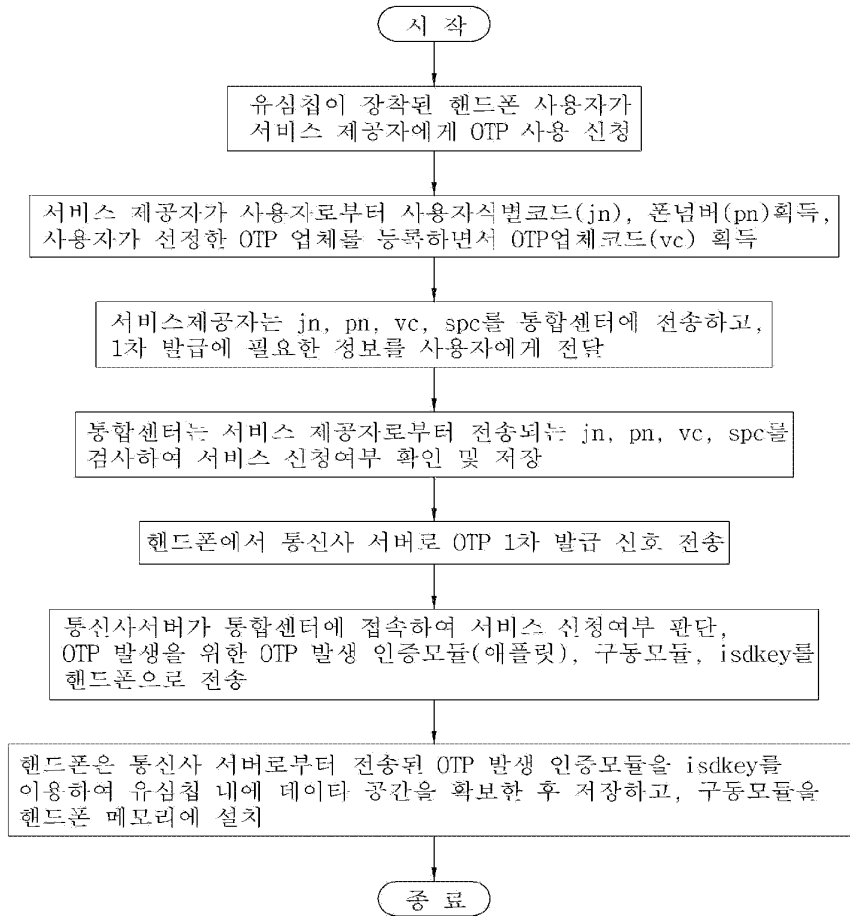 시 작
유심칩이 장착된 핸드폰 사용자가
서비스 제공자에게 OTP 사용 신청
서비스 제공자가 사용자로부터 사용자식별코드(jn), 폰넘버(pn)획득,
사용자가 선정한 OTP 업체를 등록하면서 OTP업체코드(vc) 획득
서비스제공자는 jn, pn, vc, spc를 통합센터에 전송하고,
1차 발급에 필요한 정보를 사용자에게 전달
통합센터는 서비스 제공자로부터 전송되는 jn, pn, vc, spc를
검사하여 서비스 신청여부 확인 및 저장
핸드폰에서 통신사 서버로 OTP 1차 발급 신호 전송
통신사서버가 통합센터에 접속하여 서비스 신청여부 판단,
OTP 발생을 위한 OTP 발생 인증모듈(애플릿), 구동모듈, isdkey를
핸드폰으로 전송
핸드폰은 통신사 서버로부터 전송된 OTP 발생 인증모듈을 isdkey를
이용하여 유심칩 내에 데이타 공간을 확보한 후 저장하고, 구동모듈을
핸드폰 메모리에 설치
종 료